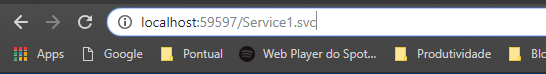 localhost:59597/Service1.svc
Apps Google Pontual Web Player do Spot... Produtividade Blo